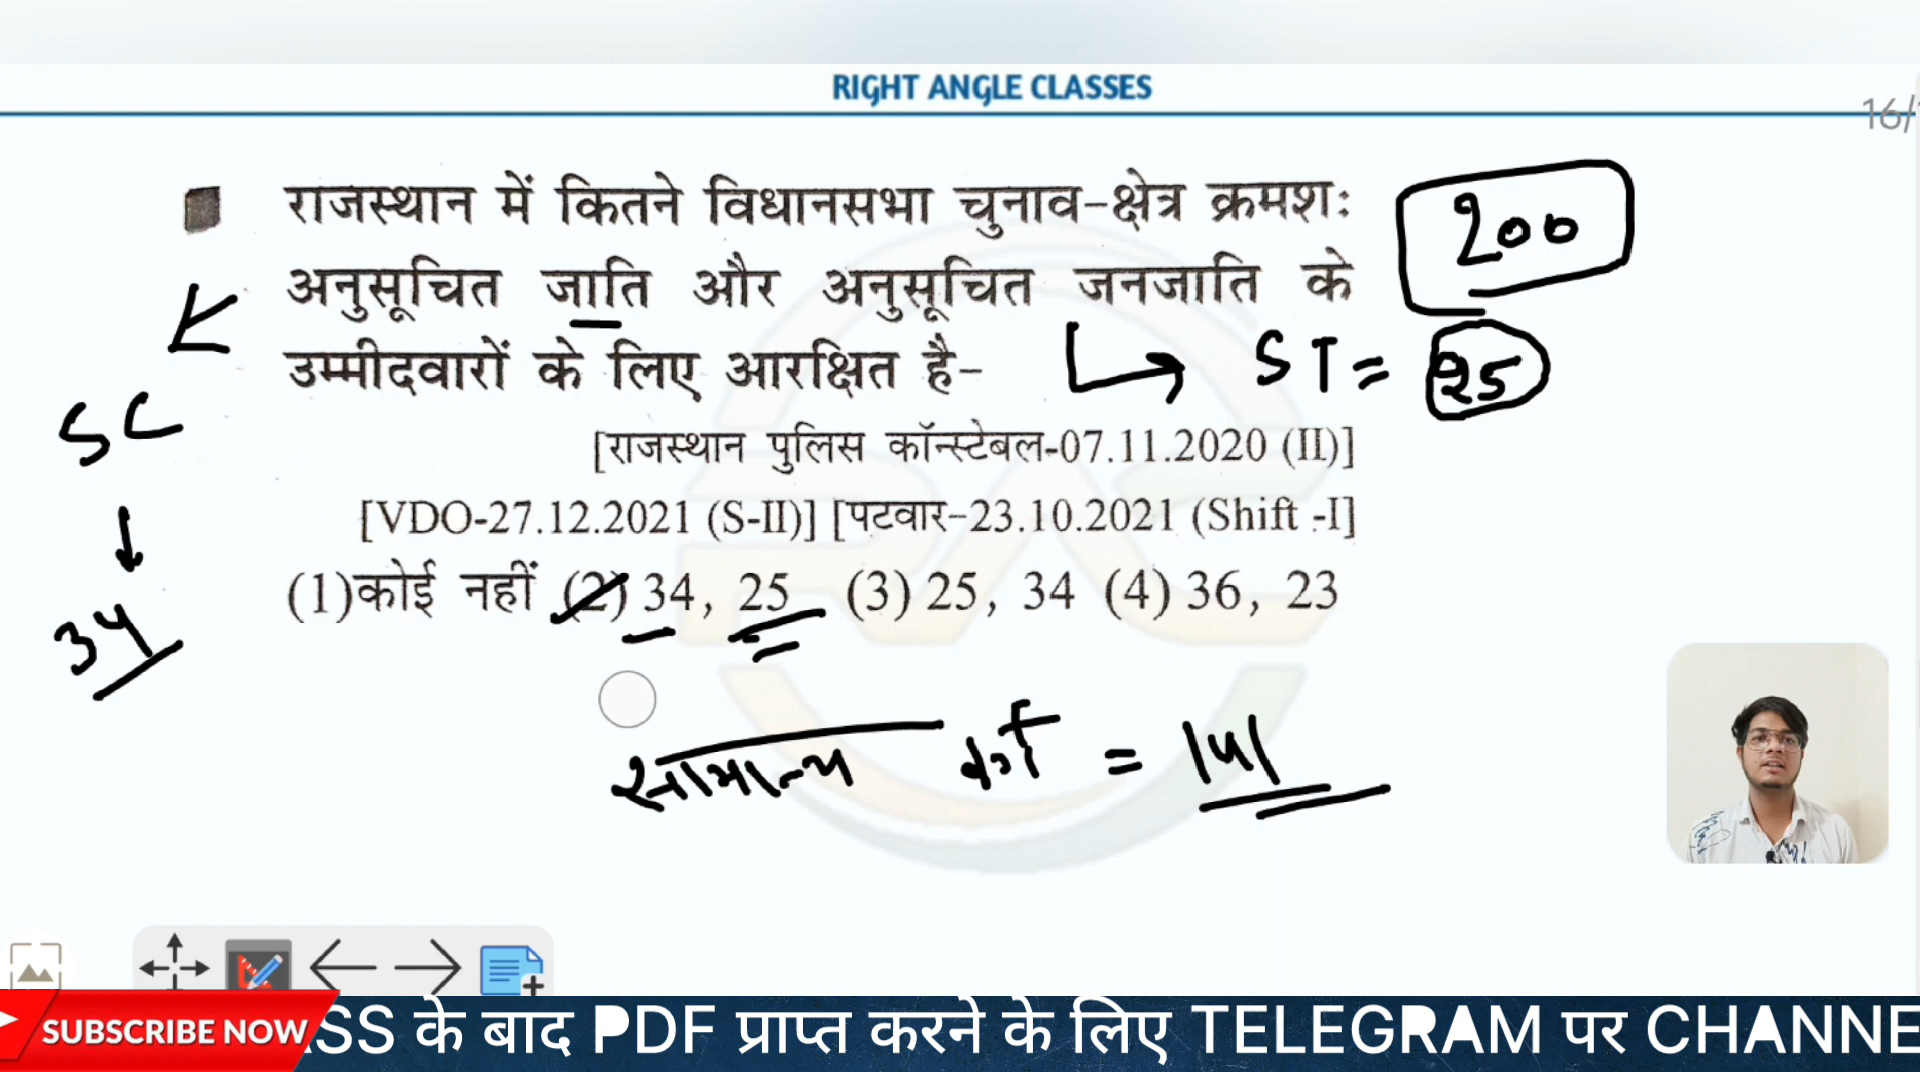 RIGHT ANGLE CLASSES
16/
राजस्थान में कितने विधानसभा चुनाव-क्षेत्र क्रमशः
200
अनुसूचित जाति और अनुसूचित जनजाति के
उम्मीदवारों के लिए आरक्षित है-
ST = 25
SC
[राजस्थान पुलिस कॉन्स्टेबल-07.11.2020 (II)]
[VDO-27.12.2021 (S-II)] [पटवार-23.10.2021 (Shift -I]
(1) कोई नहीं (2) 34, 25 (3) 25, 34 (4) 36, 23
34
सामान्य वर्ग = 141
SUBSCRIBE NOW
SS के बाद PDF प्राप्त करने के लिए TELEGRAM पर CHANNE